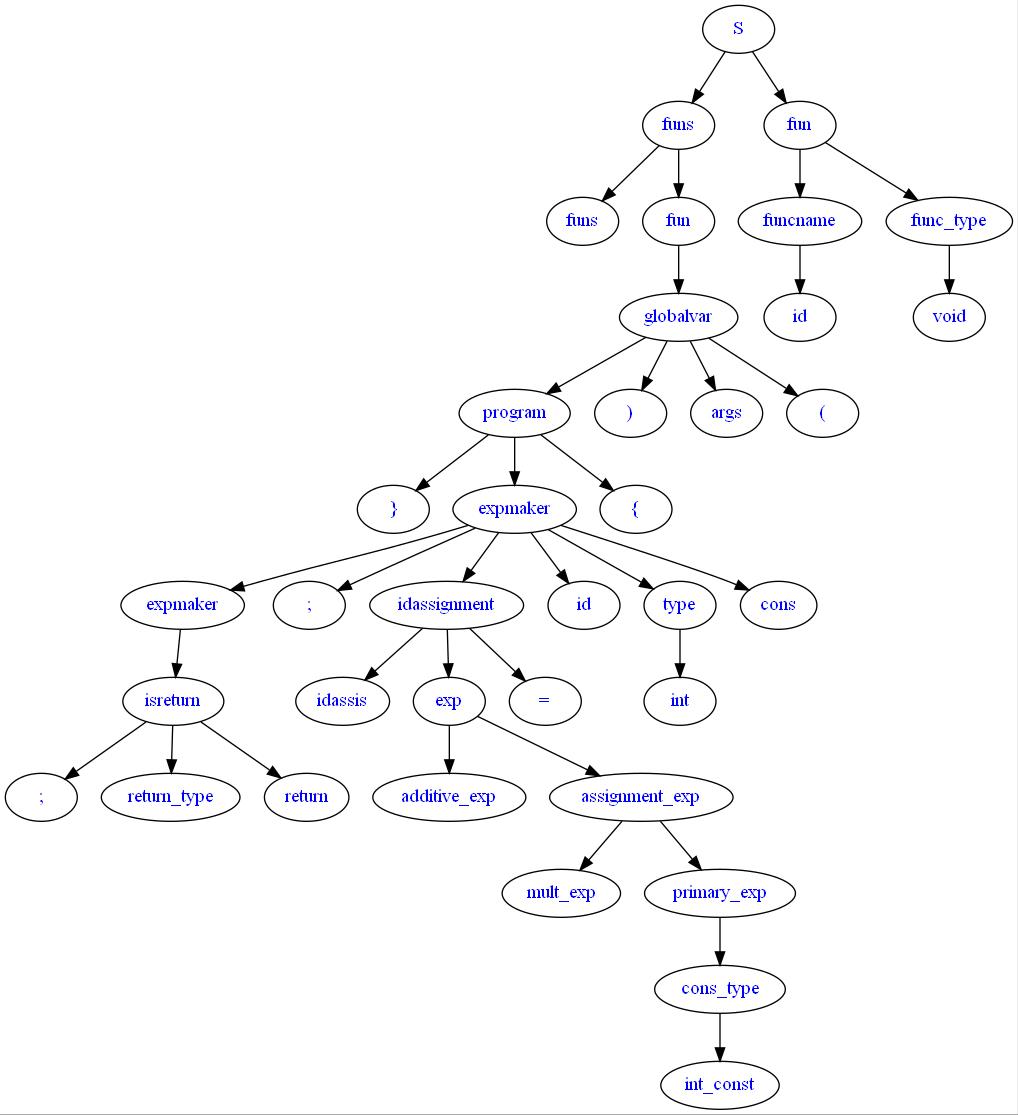 S
funs fun
funs fun funcname func_type
globalvar id void
program ) args (
} expmaker {
expmaker ; idassignment id type cons
isreturn idassis exp = int
; return_type return additive_exp assignment_exp
mult_exp primary_exp
cons_type
int_const